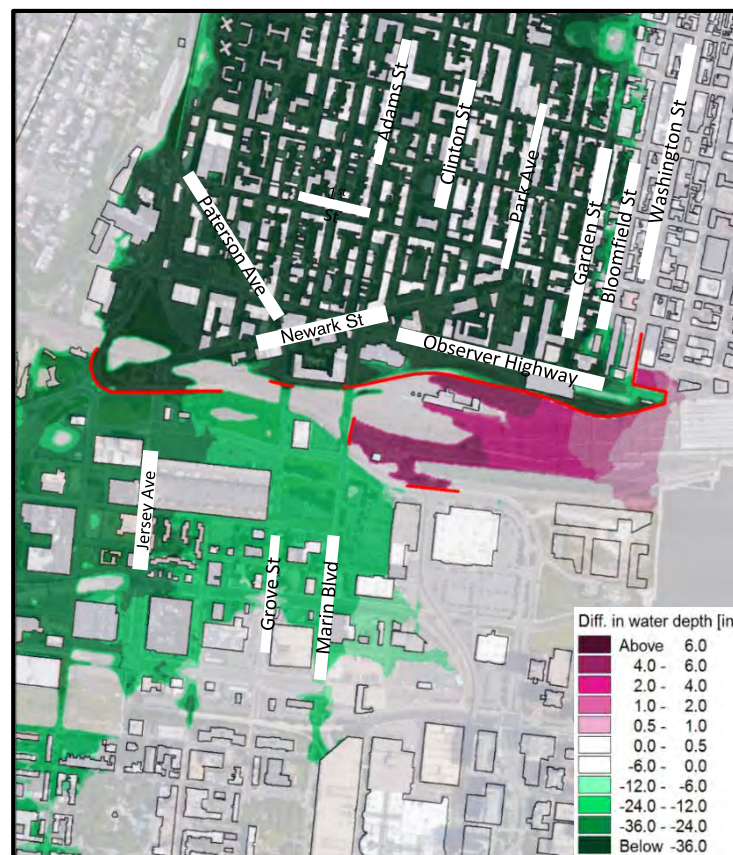 Adams St
Clinton St
Park Ave
Garden St
Bloomfield St
Washington St
1st
St
Paterson Ave
Newark St
Observer Highway
Jersey Ave
Grove St
Marin Blvd
Diff. in water depth [in
Above 6.0
4.0 - 6.0
2.0 - 4.0
1.0 - 2.0
0.5 - 1.0
0.0 - 0.5
-6.0 - 0.0
-12.0 - -6.0
-24.0 - -12.0
-36.0 - -24.0
Below -36.0